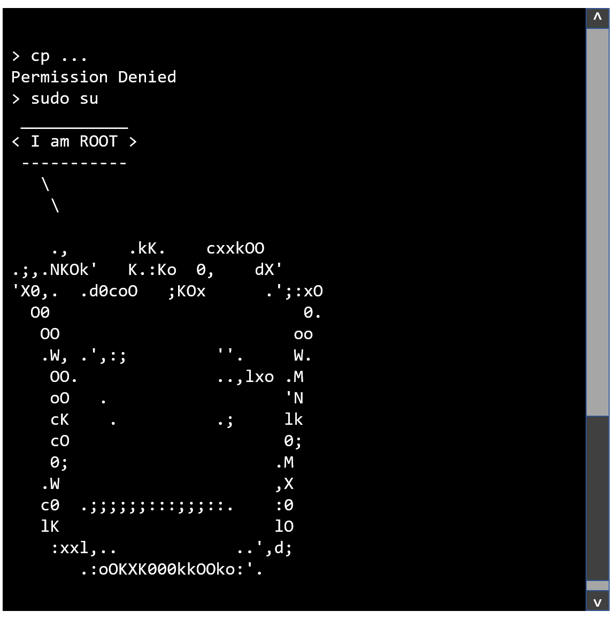 > cp ...
Permission Denied
> sudo su
 ___________
< I am ROOT >
 -----------
   \
    \

    .,      .kK.    cxxkOO
.;,.NKOk'   K.:Ko  0,    dX'
'X0,.  .d0coO   ;KOx      .';:xO
  O0                          0.
   OO                        oo
   .W, .',:;         ''.     W.
    OO.              ..,lxo .M
    oO   .                  'N
    cK    .          .;     lk
    cO                      0;
    0;                     .M
   .W                      ,X
   c0  .;;;;;;:::;;;::.    :0
   lK                      lO
    :xxl,..            ..',d;
       .:oOKXK000kkOOko:'.